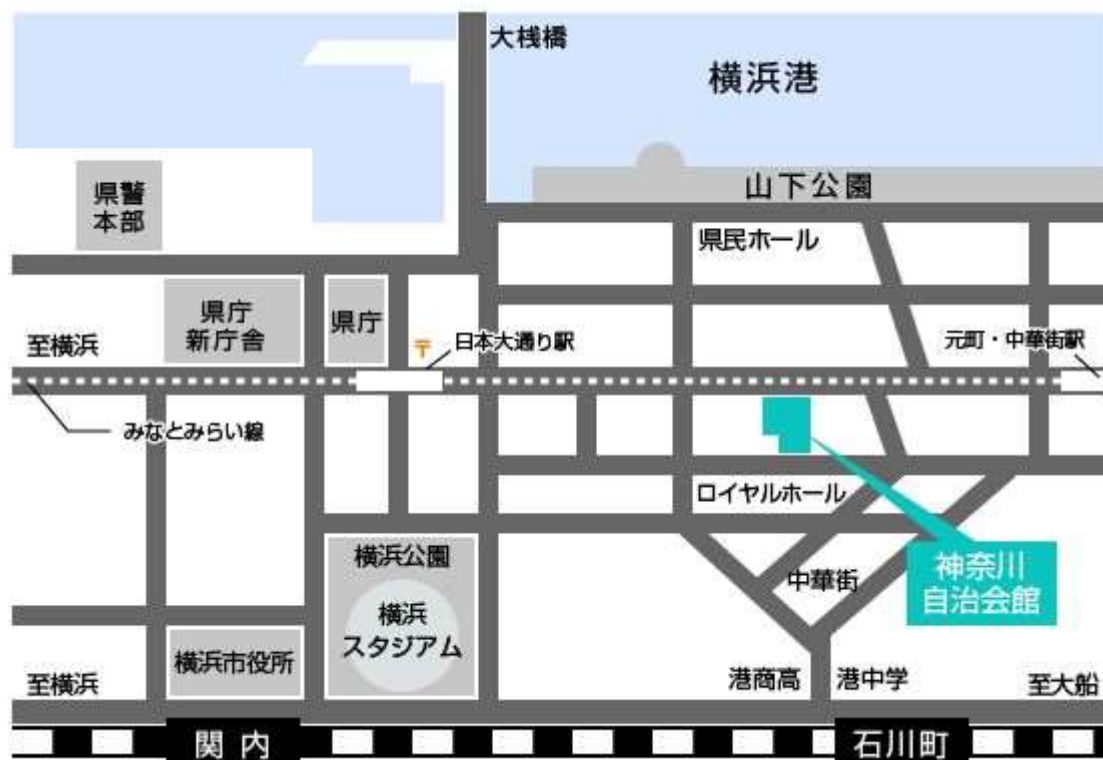 大桟橋
横浜港
山下公園
県警
本部
県民ホール
県庁
新庁舎
県庁
至横浜
〒
日本大通り駅
元町・中華街駅
みなとみらい線
ロイヤルホール
神奈川
自治会館
中華街
横浜公園
横浜
スタジアム
横浜市役所
至横浜
港商高
港中学
至大船
関内
石川町